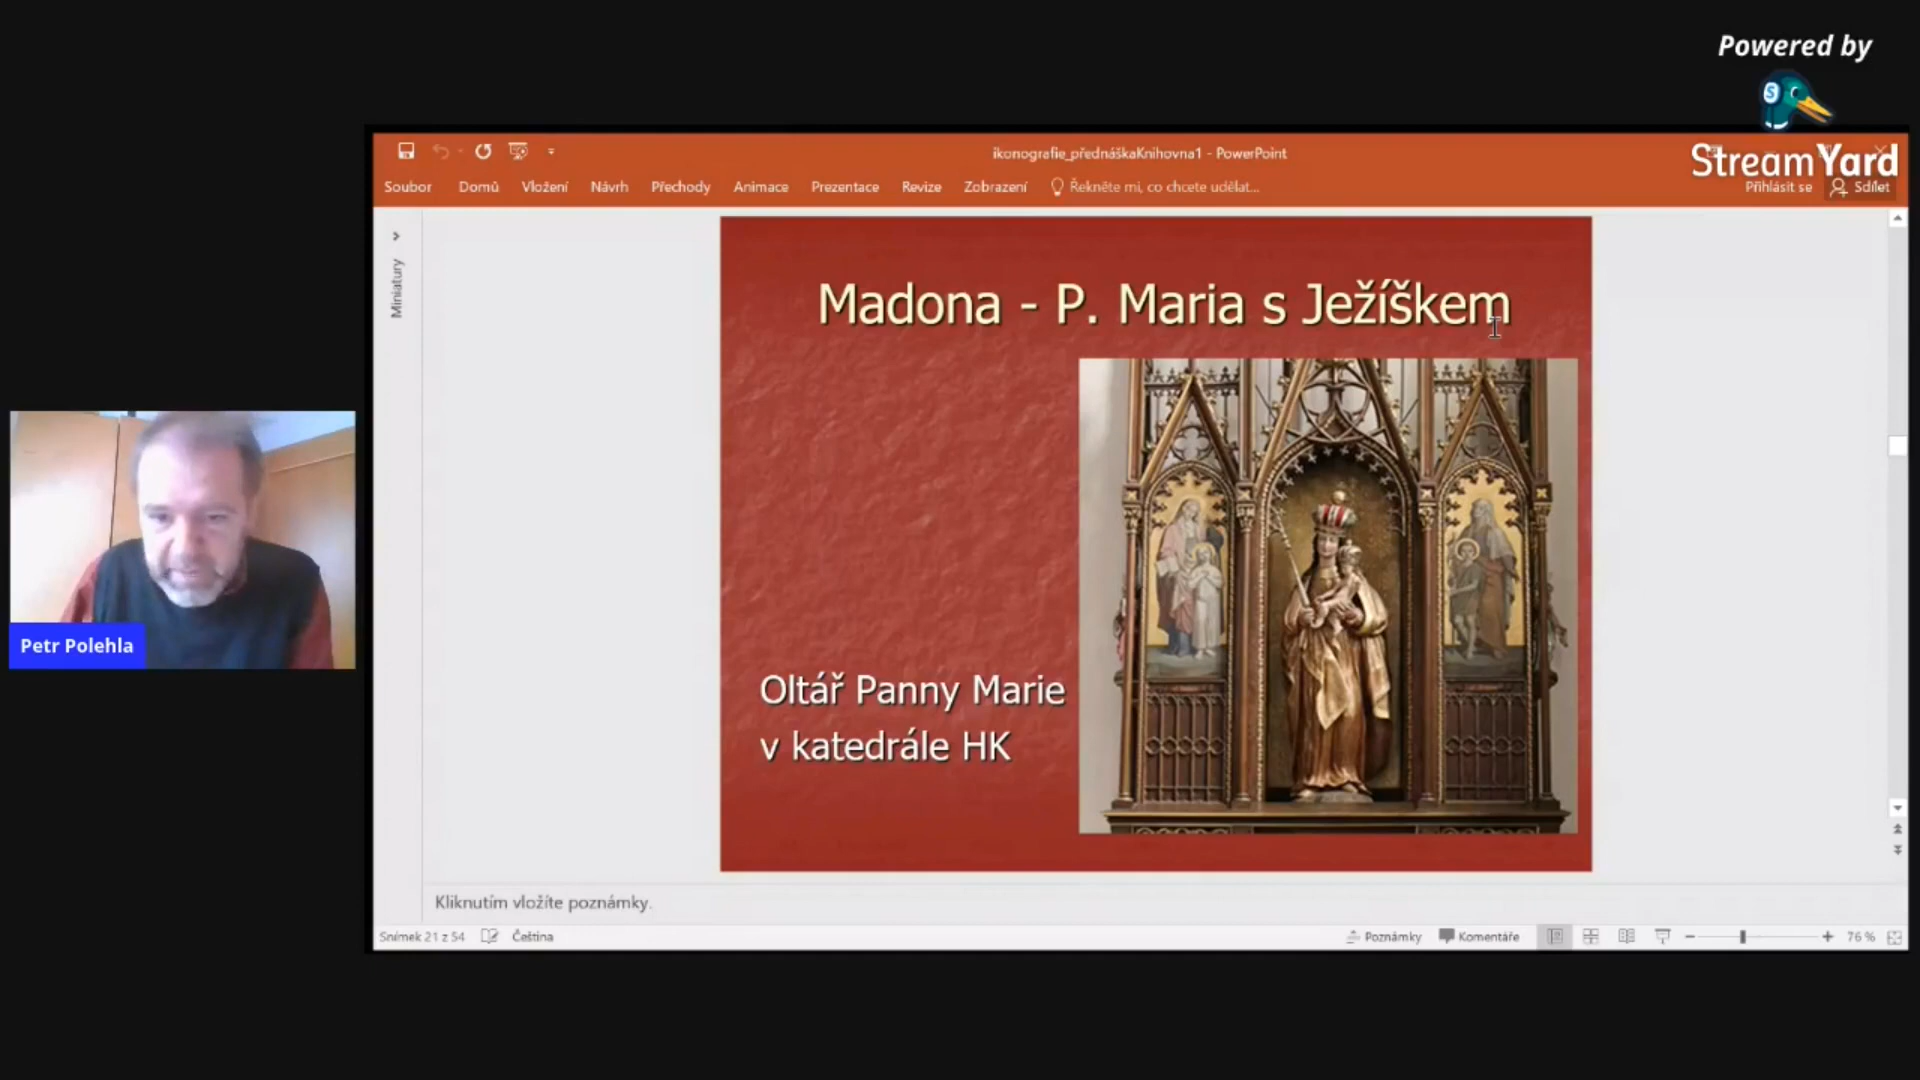 Powered by
StreamYard
ikonografie_přednáškaKnihovna1 - PowerPoint
Soubor Domů Vložení Návrh Přechody Animace Prezentace Revize Zobrazení Řekněte mi, co chcete udělat... Přihlásit se Sdílet
Miniatury
Madona - P. Maria s Ježíškem
Oltář Panny Marie
v katedrále HK
Petr Polehla
Kliknutím vložíte poznámky.
Snímek 21 z 54 Čeština Poznámky Komentáře 76 %